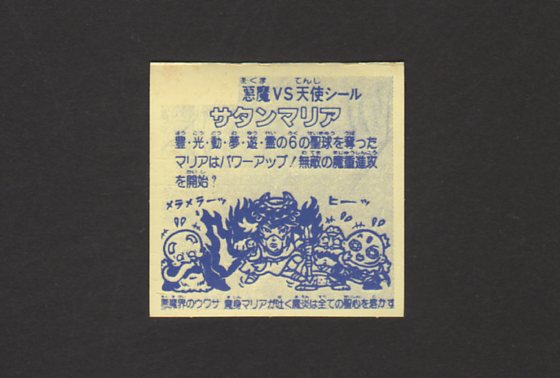 悪魔VS天使シール
サタンマリア
豊・光・動・夢・遊・霊の6の聖球を奪った
マリアはパワーアップ!無敵の魔重進攻
を開始?
メラメラーッ
ヒーッ
悪魔界のウワサ 魔身マリアが吐く魔炎は全ての聖心を溶かす